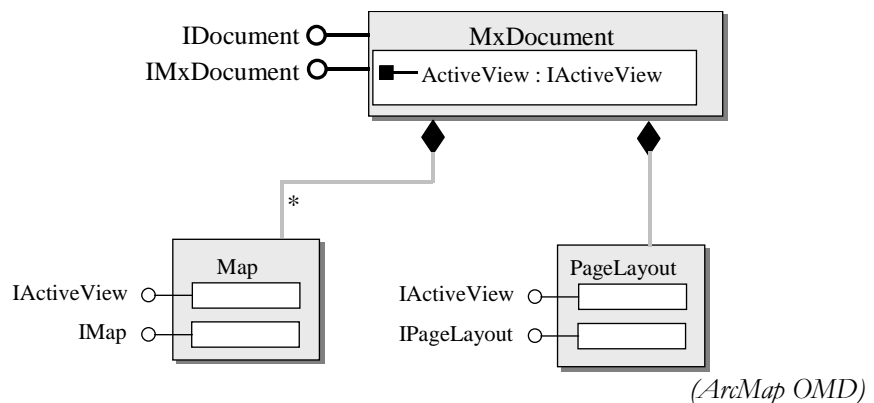 IDocument
MxDocument
IMxDocument
ActiveView : IActiveView
*
Map
IActiveView
IMap
PageLayout
IActiveView
IPageLayout
(ArcMap OMD)